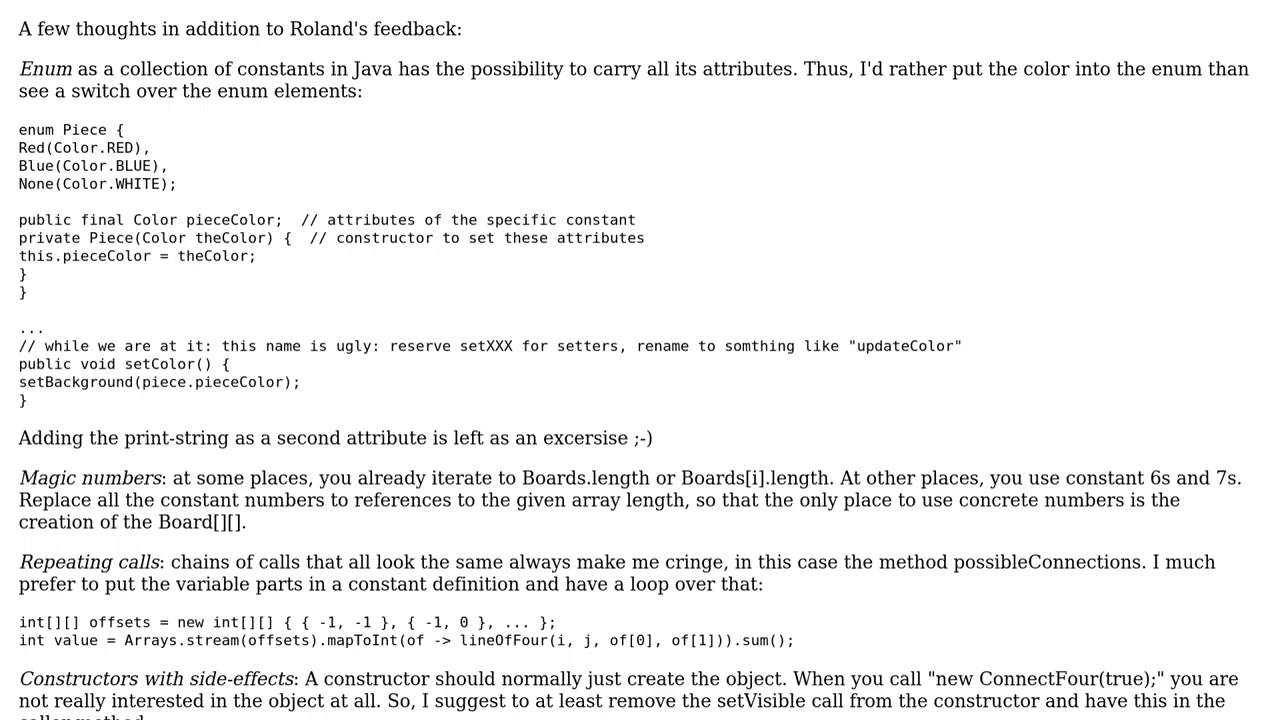 A few thoughts in addition to Roland's feedback:
Enum as a collection of constants in Java has the possibility to carry all its attributes. Thus, I'd rather put the color into the enum than
see a switch over the enum elements:
enum Piece {
Red(Color.RED),
Blue(Color.BLUE),
None(Color.WHITE);
public final Color pieceColor;  // attributes of the specific constant
private Piece(Color theColor) {  // constructor to set these attributes
this.pieceColor = theColor;
}
}
...
// while we are at it: this name is ugly: reserve setXXX for setters, rename to somthing like "updateColor"
public void setColor() {
setBackground(piece.pieceColor);
}
Adding the print-string as a second attribute is left as an excersise ;-)
Magic numbers: at some places, you already iterate to Boards.length or Boards[i].length. At other places, you use constant 6s and 7s.
Replace all the constant numbers to references to the given array length, so that the only place to use concrete numbers is the
creation of the Board[][].
Repeating calls: chains of calls that all look the same always make me cringe, in this case the method possibleConnections. I much
prefer to put the variable parts in a constant definition and have a loop over that:
int[][] offsets = new int[][] { { -1, -1 }, { -1, 0 }, ... };
int value = Arrays.stream(offsets).mapToInt(of -> lineOfFour(i, j, of[0], of[1])).sum();
Constructors with side-effects: A constructor should normally just create the object. When you call "new ConnectFour(true);" you are
not really interested in the object at all. So, I suggest to at least remove the setVisible call from the constructor and have this in the